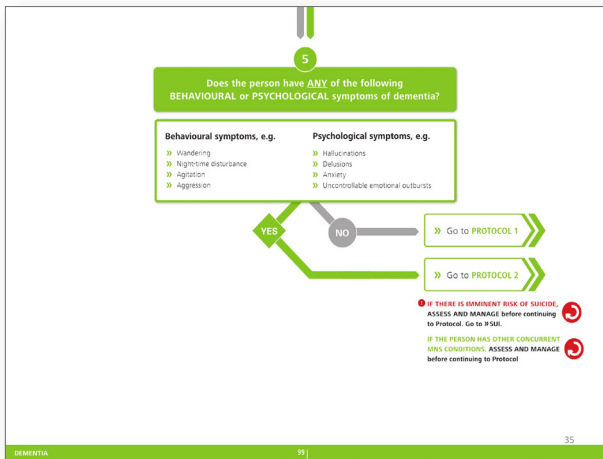 5
Does the person have ANY of the following
BEHAVIOURAL or PSYCHOLOGICAL symptoms of dementia?
Behavioural symptoms, e.g.
» Wandering
» Night-time disturbance
» Agitation
» Aggression
Psychological symptoms, e.g.
» Hallucinations
» Delusions
» Anxiety
» Uncontrollable emotional outbursts
YES
NO
» Go to PROTOCOL 1
» Go to PROTOCOL 2
! IF THERE IS IMMINENT RISK OF SUICIDE,
ASSESS AND MANAGE before continuing
to Protocol. Go to »SUI.
IF THE PERSON HAS OTHER CONCURRENT
MNS CONDITIONS, ASSESS AND MANAGE
before continuing to Protocol
35
DEMENTIA
99 |